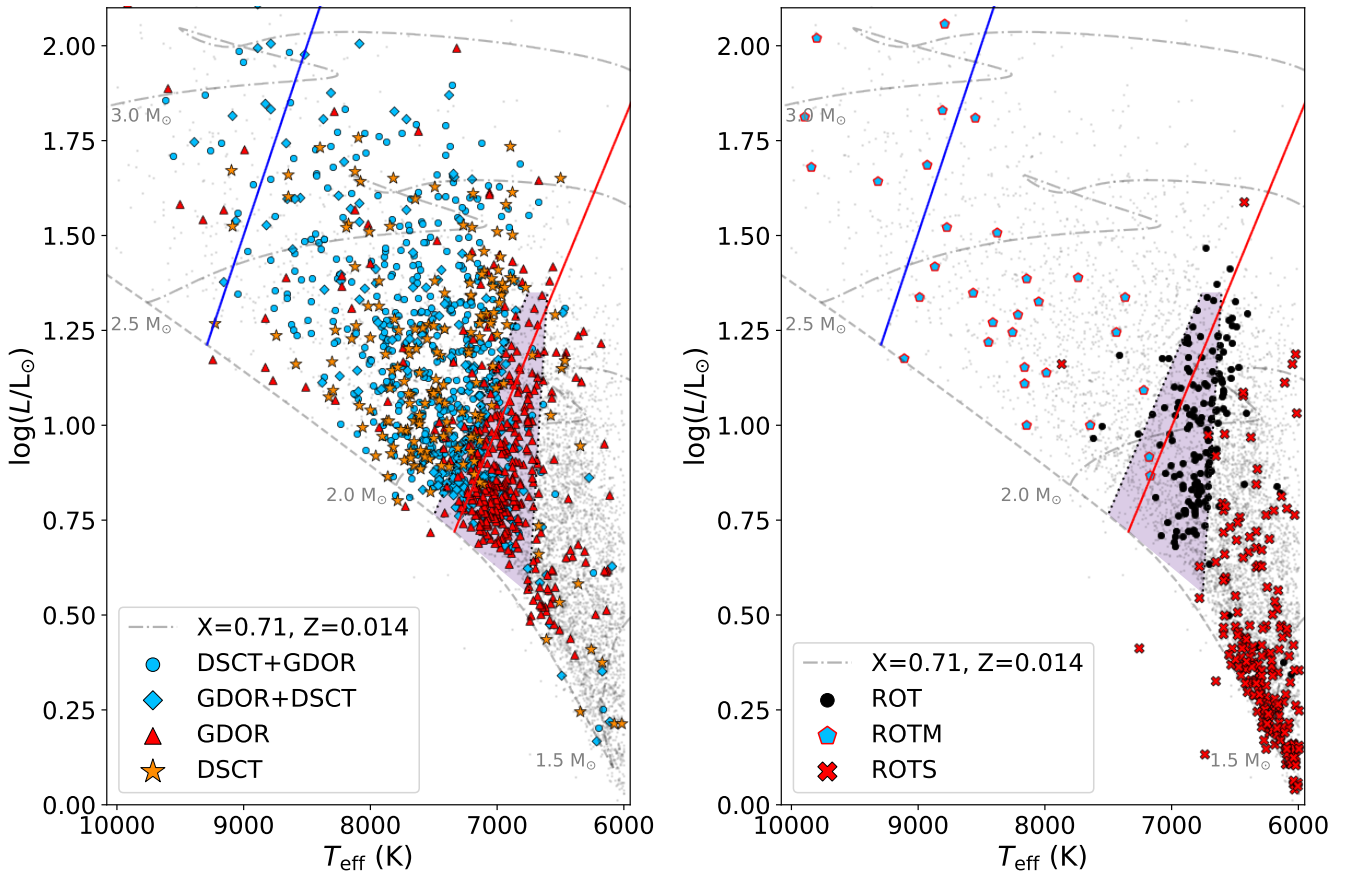 2.00
1.75
1.50
1.25
1.00
0.75
0.50
0.25
0.00
log(L/L⊙)
3.0 M⊙
2.5 M⊙
2.0 M⊙
1.5 M⊙
X=0.71, Z=0.014
DSCT+GDOR
GDOR+DSCT
GDOR
DSCT
10000 9000 8000 7000 6000
Teff (K)
2.00
1.75
1.50
1.25
1.00
0.75
0.50
0.25
0.00
log(L/L⊙)
3.0 M⊙
2.5 M⊙
2.0 M⊙
1.5 M⊙
X=0.71, Z=0.014
ROT
ROTM
ROTS
10000 9000 8000 7000 6000
Teff (K)